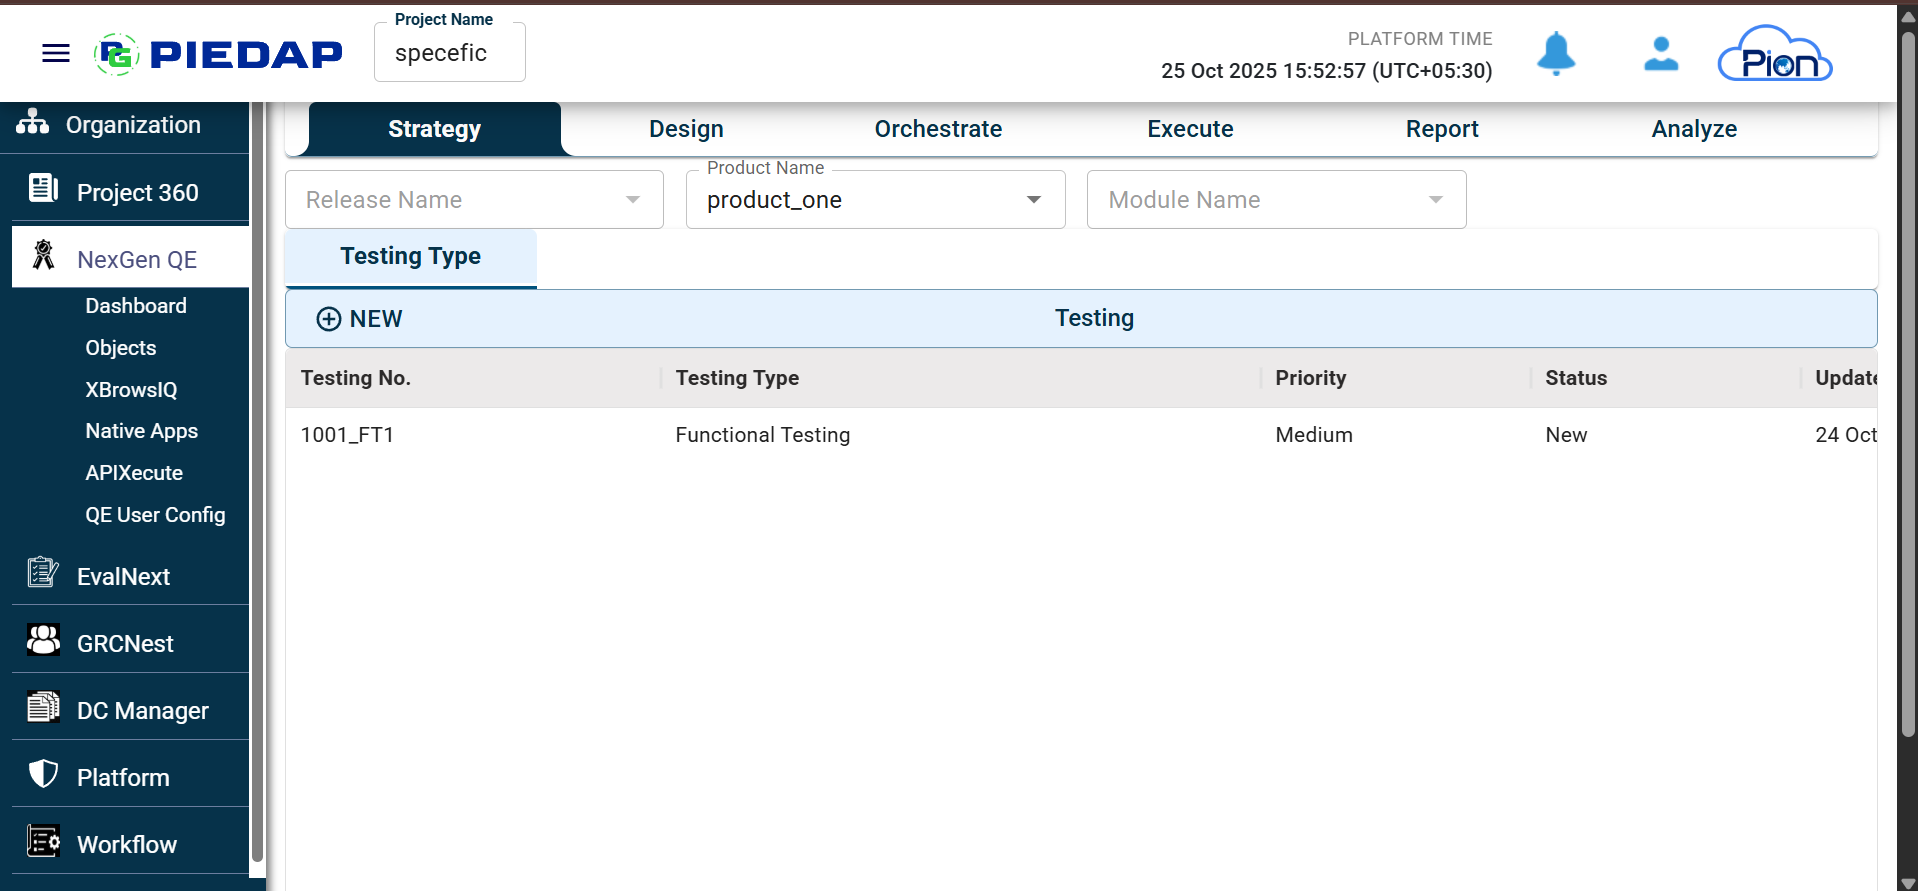 PG PIEDAP
Project Name
specefic
PLATFORM TIME
25 Oct 2025 15:52:57 (UTC+05:30)
Pion
Organization
Project 360
NexGen QE
Dashboard
Objects
XBrowsIQ
Native Apps
APIXecute
QE User Config
EvalNext
GRCNest
DC Manager
Platform
Workflow
Strategy Design Orchestrate Execute Report Analyze
Release Name
Product Name
product_one
Module Name
Testing Type
NEW Testing
Testing No. Testing Type Priority Status Update
1001_FT1 Functional Testing Medium New 24 Oct